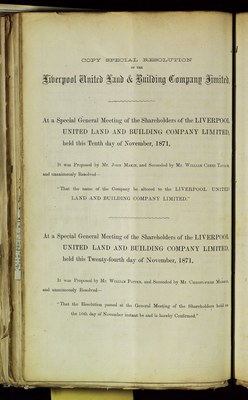 COPY SPECIAL RESOLUTION
OF THE
Liverpool United Land & Building Company Limited.
At a Special General Meeting of the Shareholders of the LIVERPOOL
UNITED LAND AND BUILDING COMPANY LIMITED,
held this Tenth day of November, 1871,
It was Proposed by Mr. John and Seconded by Mr. William
and unanimously Resolved—
"That the name of the Company be altered to the LIVERPOOL UNITED
LAND AND BUILDING COMPANY LIMITED."
At a Special General Meeting of the Shareholders of the LIVERPOOL
UNITED LAND AND BUILDING COMPANY LIMITED,
held this Twenty-fourth day of November, 1871,
It was Proposed by Mr. William and Seconded by Mr. Christopher
and unanimously Resolved—
"That the Resolution passed at the General Meeting of the Shareholders held on
the 10th day of November instant be and is hereby Confirmed."